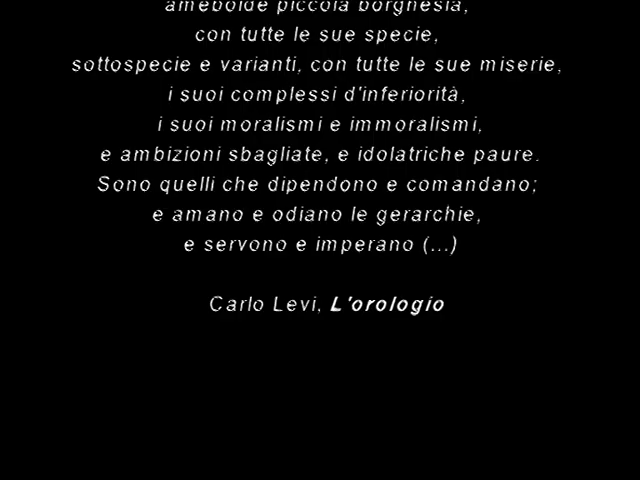 ameboide piccola borghesia,
con tutte le sue specie,
sottospecie e varianti, con tutte le sue miserie,
i suoi complessi d'inferiorità,
i suoi moralismi e immoralismi,
e ambizioni sbagliate, e idolatriche paure.
Sono quelli che dipendono e comandano;
e amano e odiano le gerarchie,
e servono e imperano (...)
Carlo Levi, L'orologio